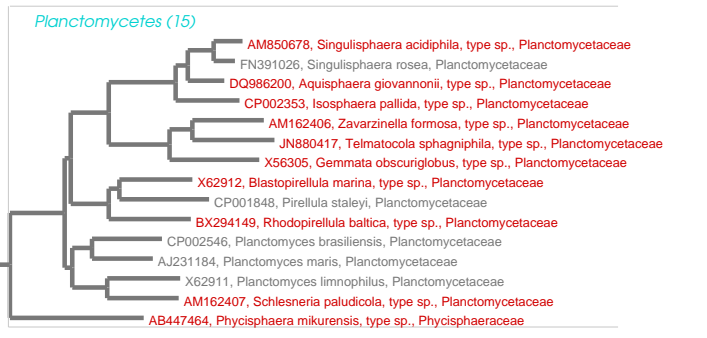 Planctomycetes (15)
AM850678, Singulisphaera acidiphila, type sp., Planctomycetaceae
FN391026, Singulisphaera rosea, Planctomycetaceae
DQ986200, Aquisphaera giovannonii, type sp., Planctomycetaceae
CP002353, Isosphaera pallida, type sp., Planctomycetaceae
AM162406, Zavarzinella formosa, type sp., Planctomycetaceae
JN880417, Telmatocola sphagniphila, type sp., Planctomycetaceae
X56305, Gemmata obscuriglobus, type sp., Planctomycetaceae
X62912, Blastopirellula marina, type sp., Planctomycetaceae
CP001848, Pirellula staleyi, Planctomycetaceae
BX294149, Rhodopirellula baltica, type sp., Planctomycetaceae
CP002546, Planctomyces brasiliensis, Planctomycetaceae
AJ231184, Planctomyces maris, Planctomycetaceae
X62911, Planctomyces limnophilus, Planctomycetaceae
AM162407, Schlesneria paludicola, type sp., Planctomycetaceae
AB447464, Phycisphaera mikurensis, type sp., Phycisphaeraceae